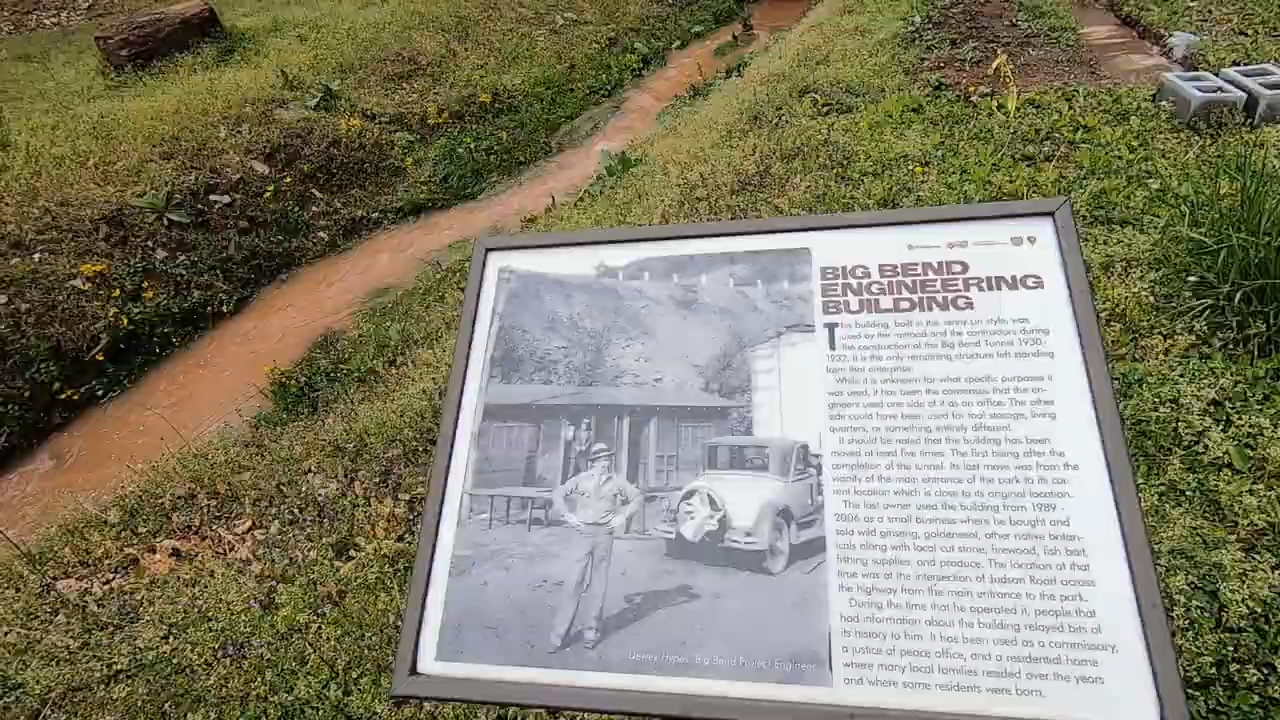 BIG BEND
ENGINEERING
BUILDING
This building, built in the Jenny Lin style, was
used by the railroad and the contractors during
the construction of the Big Bend Tunnel 1930-
1932. It is the only remaining structure left standing
from that enterprise.
While it is unknown for what specific purposes it
was used, it has been the consensus that the en-
gineers used one side of it as an office. The other
side could have been used for tool storage, living
quarters, or something entirely different.
It should be noted that the building has been
moved at least five times. The first being after the
completion of the tunnel. Its last move was from the
vicinity of the main entrance of the park to its cur-
rent location which is close to its original location.
The last owner used the building from 1989 -
2006 as a small business where he bought and
sold wild ginseng, goldenseal, other native botan-
icals along with local cut stone, firewood, fish bait,
fishing supplies, and produce. The location at that
time was at the intersection of Judson Road across
the highway from the main entrance to the park.
During the time that he operated it, people that
had information about the building relayed bits of
its history to him. It has been used as a commissary,
a justice of peace office, and a residential home
where many local families resided over the years
and where some residents were born.
Dewey Hypes, Big Bend Project Engineer